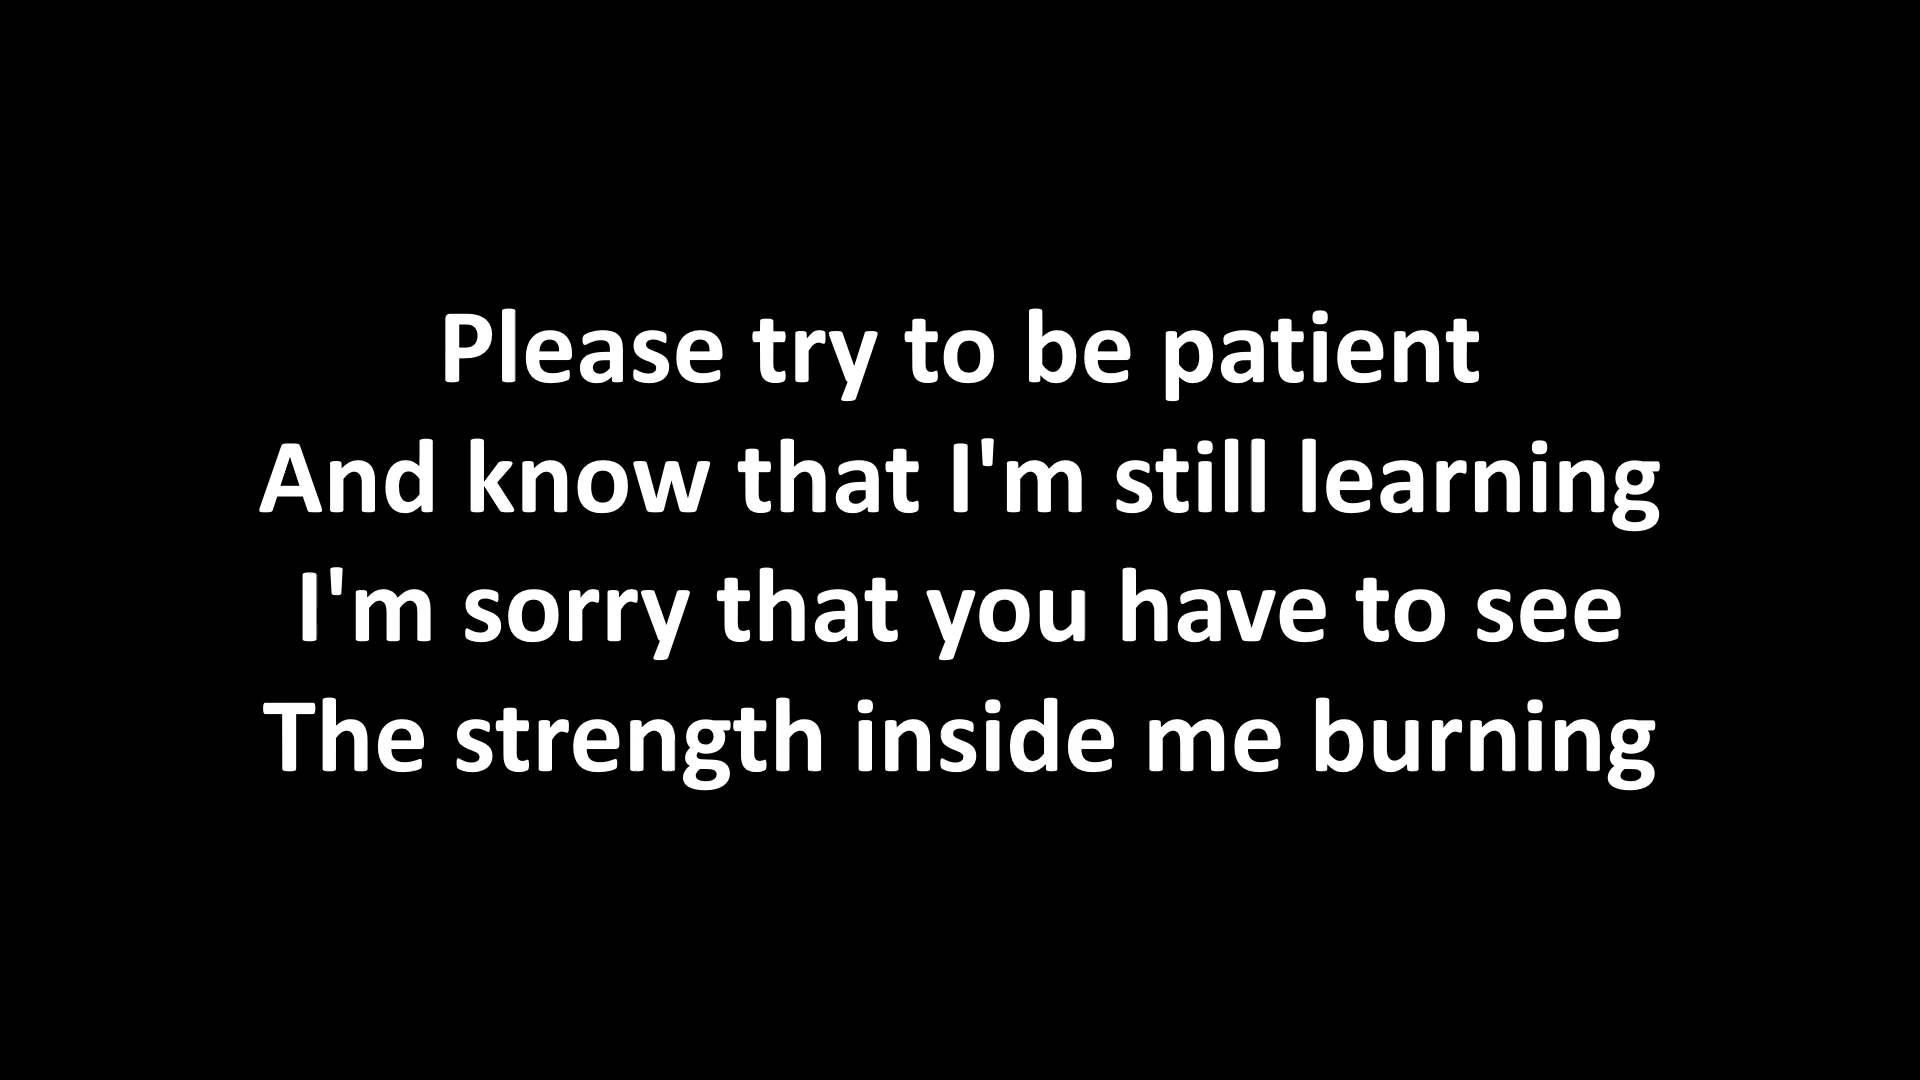 Please try to be patient
And know that I'm still learning
I'm sorry that you have to see
The strength inside me burning